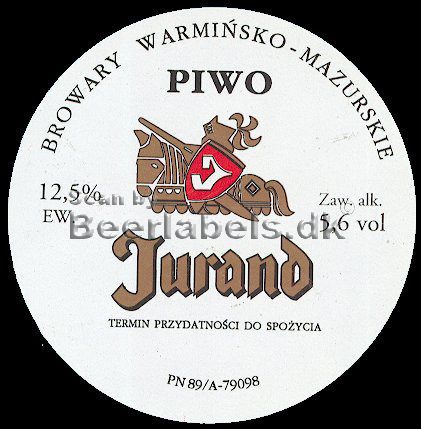 BROWARY WARMIŃSKO-MAZURSKIE
PIWO
12,5%
EW
Scan by
Beerlabels.dk
Zaw. alk.
5,6 vol
Jurand
TERMIN PRZYDATNOŚCI DO SPOŻYCIA
PN 89/A-79098